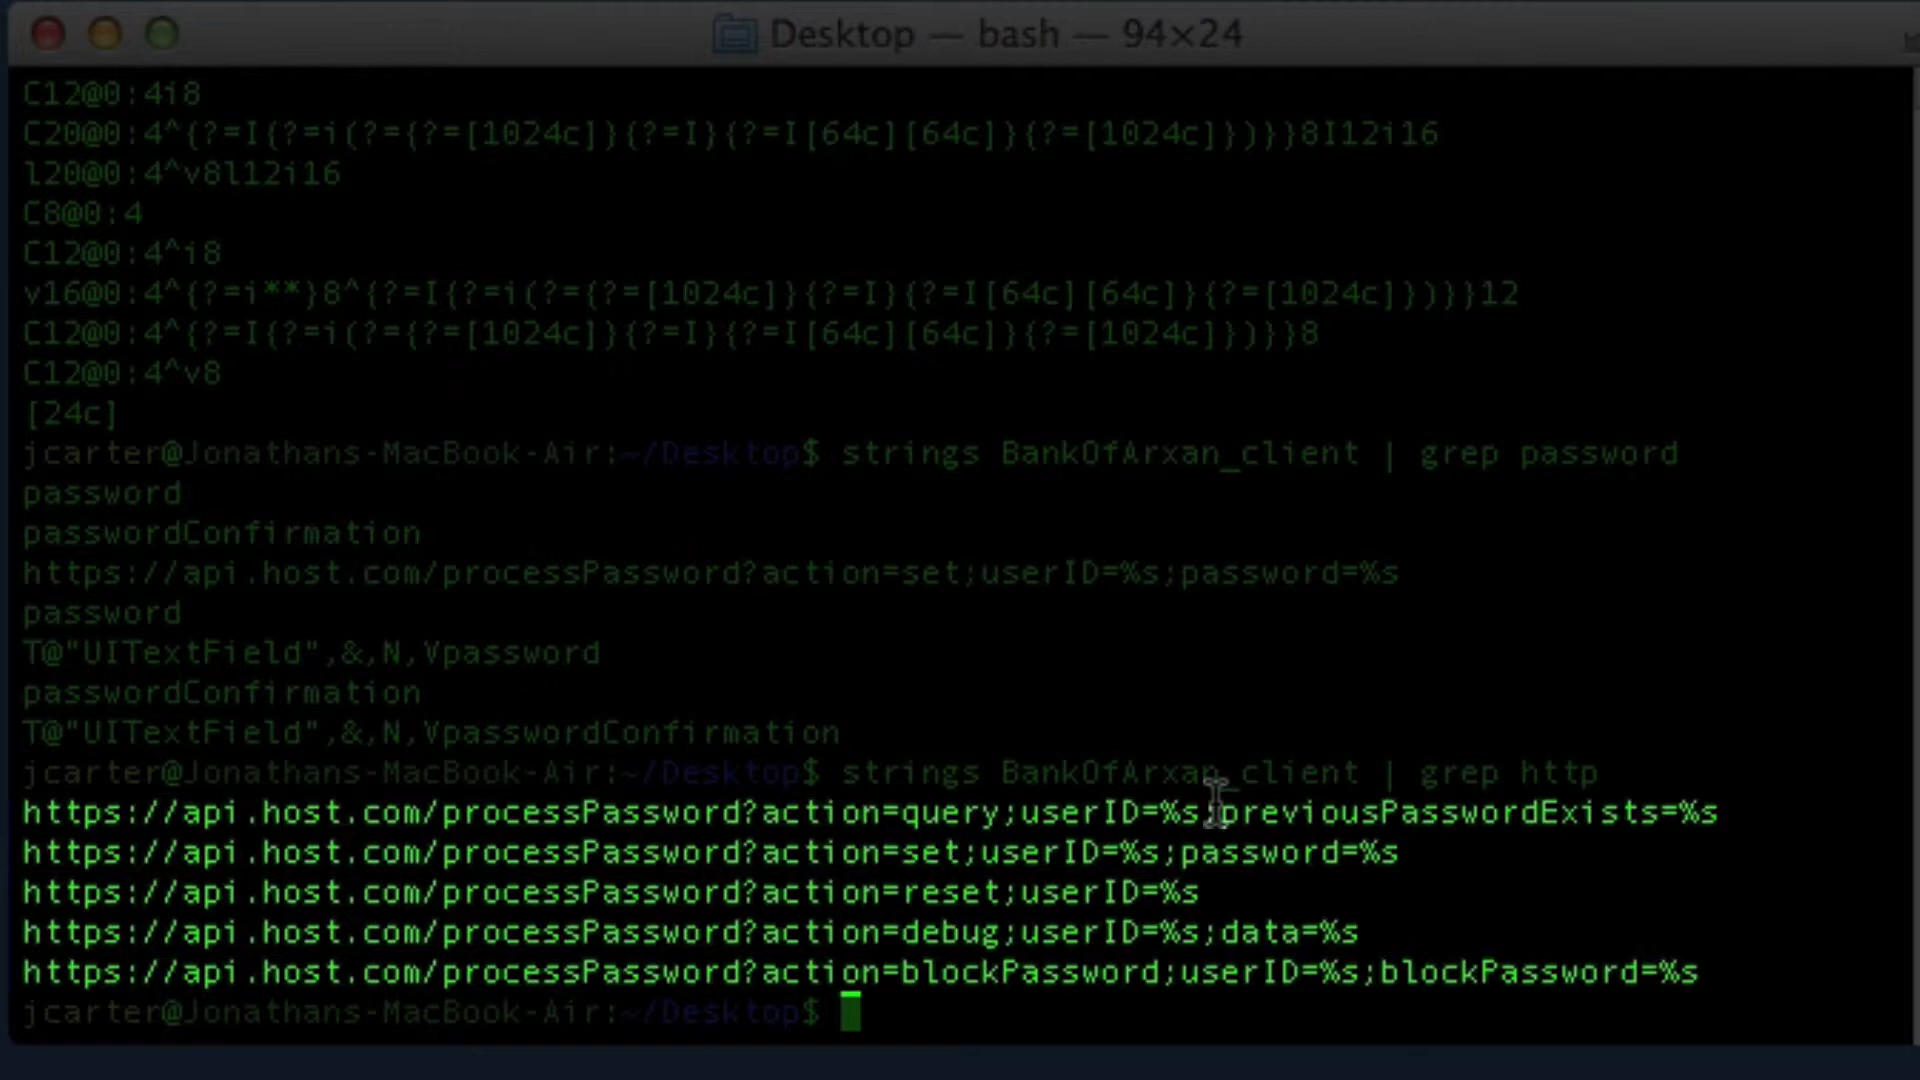 Desktop — bash — 94×24
C12@0:4i8
C20@0:4^{?=I{?=i(?={?=[1024c]}{?=I}{?=I[64c][64c]}{?=[1024c]})}}8I12i16
l20@0:4^v8l12i16
C8@0:4
C12@0:4^i8
v16@0:4^{?=i**}8^{?=I{?=i(?={?=[1024c]}{?=I}{?=I[64c][64c]}{?=[1024c]})}}12
C12@0:4^{?=I{?=i(?={?=[1024c]}{?=I}{?=I[64c][64c]}{?=[1024c]})}}8
C12@0:4^v8
[24c]
jcarter@Jonathans-MacBook-Air:~/Desktop$ strings BankOfArxan_client | grep password
password
passwordConfirmation
https://api.host.com/processPassword?action=set;userID=%s;password=%s
password
T@"UITextField",&,N,Vpassword
passwordConfirmation
T@"UITextField",&,N,VpasswordConfirmation
jcarter@Jonathans-MacBook-Air:~/Desktop$ strings BankOfArxan_client | grep http
https://api.host.com/processPassword?action=query;userID=%s;previousPasswordExists=%s
https://api.host.com/processPassword?action=set;userID=%s;password=%s
https://api.host.com/processPassword?action=reset;userID=%s
https://api.host.com/processPassword?action=debug;userID=%s;data=%s
https://api.host.com/processPassword?action=blockPassword;userID=%s;blockPassword=%s
jcarter@Jonathans-MacBook-Air:~/Desktop$